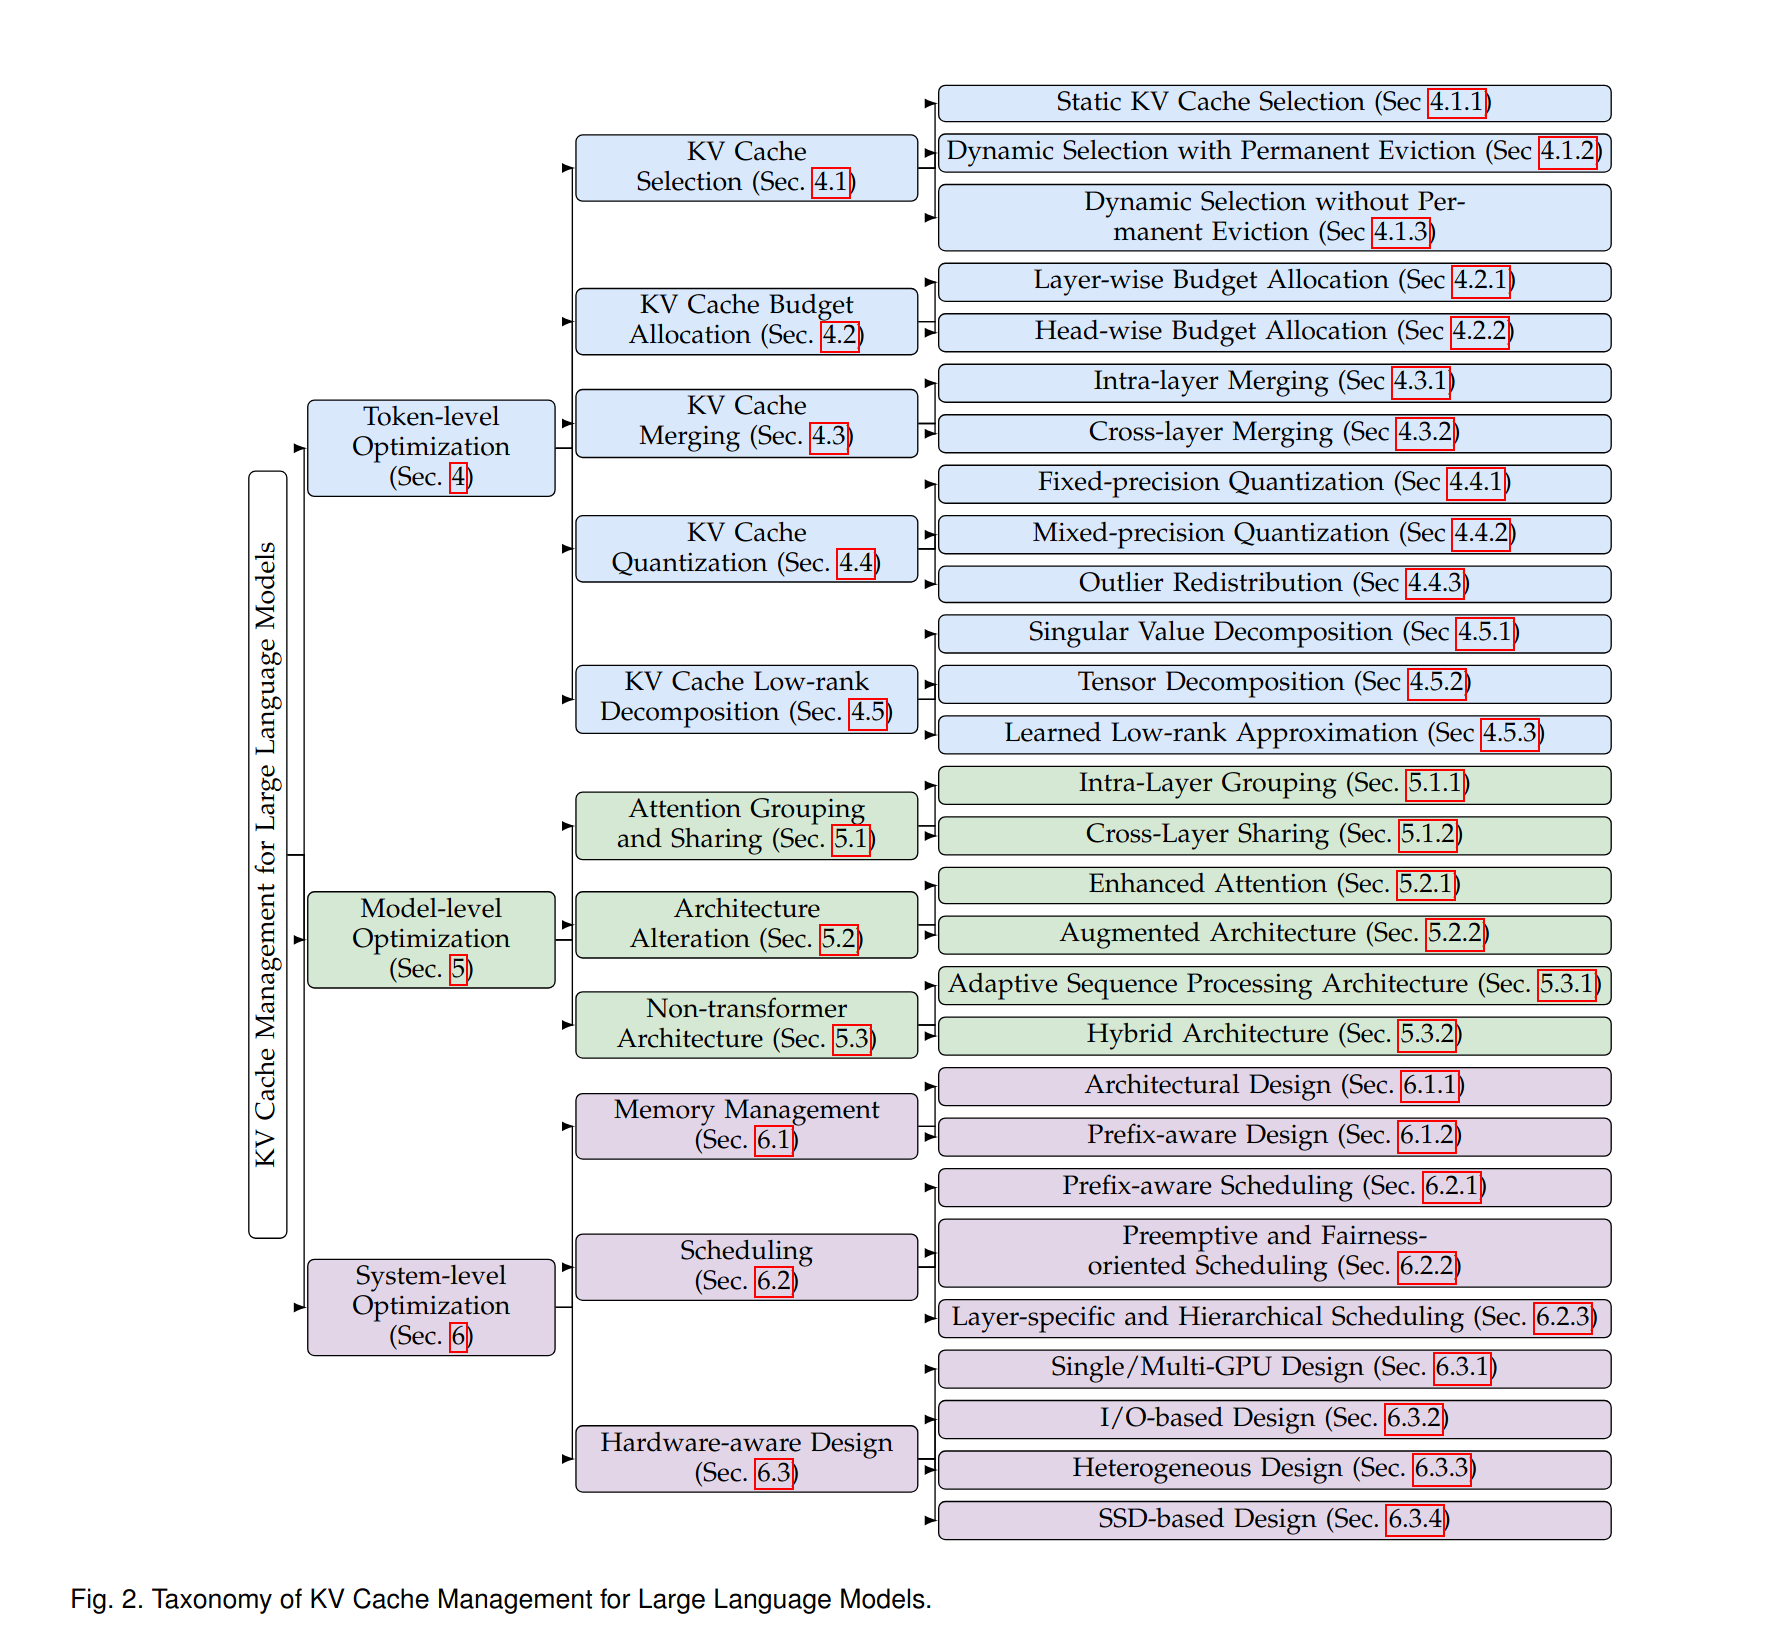 KV Cache Management for Large Language Models
Token-level
Optimization
(Sec. 4)
KV Cache
Selection (Sec. 4.1)
Static KV Cache Selection (Sec 4.1.1)
Dynamic Selection with Permanent Eviction (Sec 4.1.2)
Dynamic Selection without Per-
manent Eviction (Sec 4.1.3)
KV Cache Budget
Allocation (Sec. 4.2)
Layer-wise Budget Allocation (Sec 4.2.1)
Head-wise Budget Allocation (Sec 4.2.2)
KV Cache
Merging (Sec. 4.3)
Intra-layer Merging (Sec 4.3.1)
Cross-layer Merging (Sec 4.3.2)
KV Cache
Quantization (Sec. 4.4)
Fixed-precision Quantization (Sec 4.4.1)
Mixed-precision Quantization (Sec 4.4.2)
Outlier Redistribution (Sec 4.4.3)
KV Cache Low-rank
Decomposition (Sec. 4.5)
Singular Value Decomposition (Sec 4.5.1)
Tensor Decomposition (Sec 4.5.2)
Learned Low-rank Approximation (Sec 4.5.3)
Model-level
Optimization
(Sec. 5)
Attention Grouping
and Sharing (Sec. 5.1)
Intra-Layer Grouping (Sec. 5.1.1)
Cross-Layer Sharing (Sec. 5.1.2)
Architecture
Alteration (Sec. 5.2)
Enhanced Attention (Sec. 5.2.1)
Augmented Architecture (Sec. 5.2.2)
Non-transformer
Architecture (Sec. 5.3)
Adaptive Sequence Processing Architecture (Sec. 5.3.1)
Hybrid Architecture (Sec. 5.3.2)
System-level
Optimization
(Sec. 6)
Memory Management
(Sec. 6.1)
Architectural Design (Sec. 6.1.1)
Prefix-aware Design (Sec. 6.1.2)
Scheduling
(Sec. 6.2)
Prefix-aware Scheduling (Sec. 6.2.1)
Preemptive and Fairness-
oriented Scheduling (Sec. 6.2.2)
Layer-specific and Hierarchical Scheduling (Sec. 6.2.3)
Hardware-aware Design
(Sec. 6.3)
Single/Multi-GPU Design (Sec. 6.3.1)
I/O-based Design (Sec. 6.3.2)
Heterogeneous Design (Sec. 6.3.3)
SSD-based Design (Sec. 6.3.4)
Fig. 2. Taxonomy of KV Cache Management for Large Language Models.